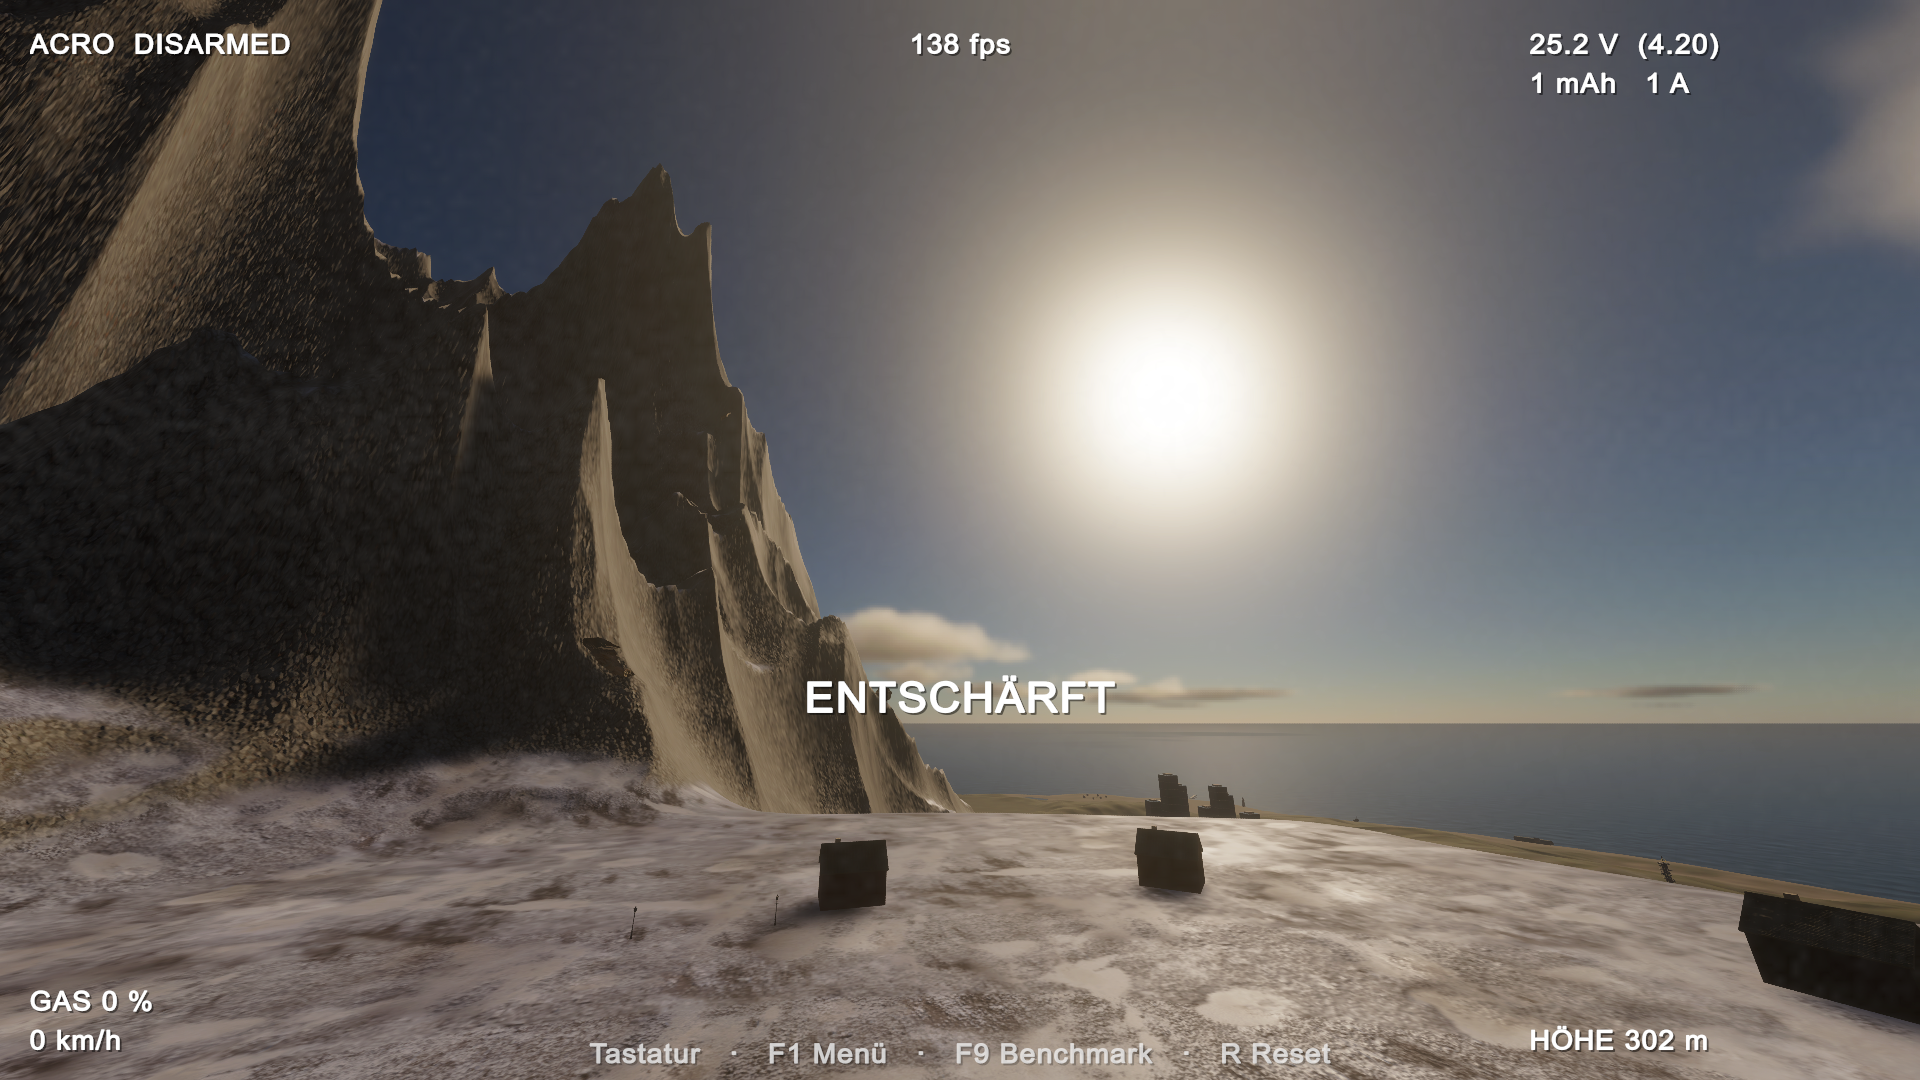 ACRO  DISARMED
138 fps
25.2 V  (4.20)
1 mAh   1 A
ENTSCHÄRFT
GAS 0 %
0 km/h
Tastatur  ·  F1 Menü  ·  F9 Benchmark  ·  R Reset
HÖHE 302 m